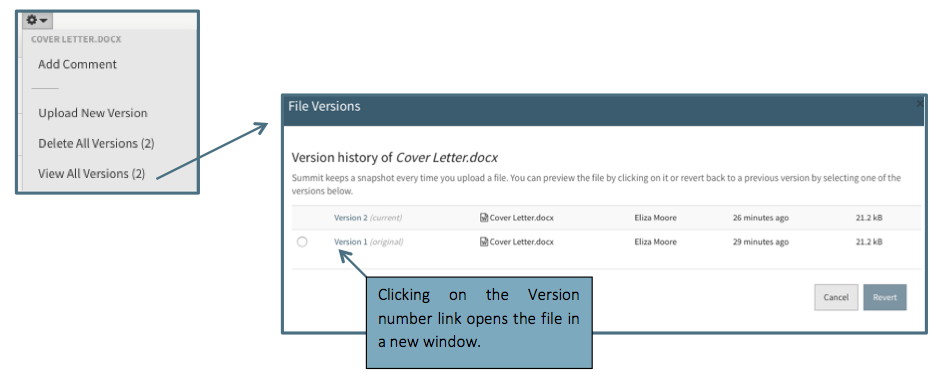 COVER LETTER.DOCX
Add Comment
Upload New Version
Delete All Versions (2)
View All Versions (2)
File Versions
×
Version history of Cover Letter.docx
Summit keeps a snapshot every time you upload a file. You can preview the file by clicking on it or revert back to a previous version by selecting one of the
versions below.
Version 2 (current) Cover Letter.docx Eliza Moore 26 minutes ago 21.2 kB
Version 1 (original) Cover Letter.docx Eliza Moore 29 minutes ago 21.2 kB
Cancel Revert
Clicking on the Version
number link opens the file in
a new window.